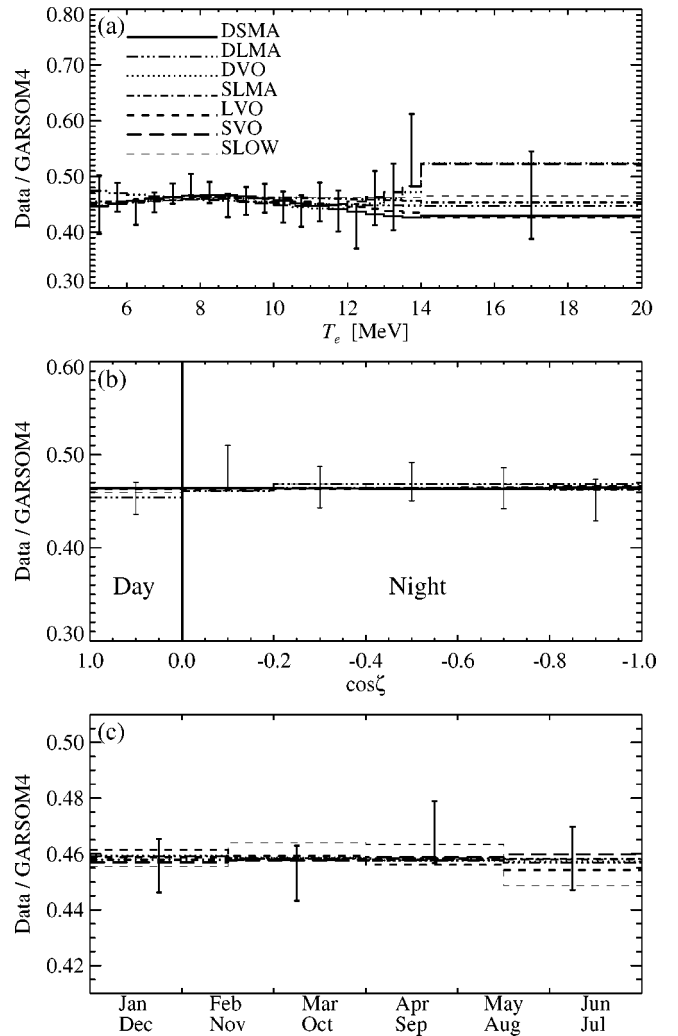 (a)
0.80
0.70
0.60
0.50
0.40
0.30
Data / GARSOM4
DSMA
DLMA
DVO
SLMA
LVO
SVO
SLOW
6 8 10 12 14 16 18 20
Te [MeV]
(b)
0.60
0.50
0.40
0.30
Data / GARSOM4
Day Night
1.0 0.0 -0.2 -0.4 -0.6 -0.8 -1.0
cosζ
(c)
0.50
0.48
0.46
0.44
0.42
Data / GARSOM4
Jan Feb Mar Apr May Jun
Dec Nov Oct Sep Aug Jul